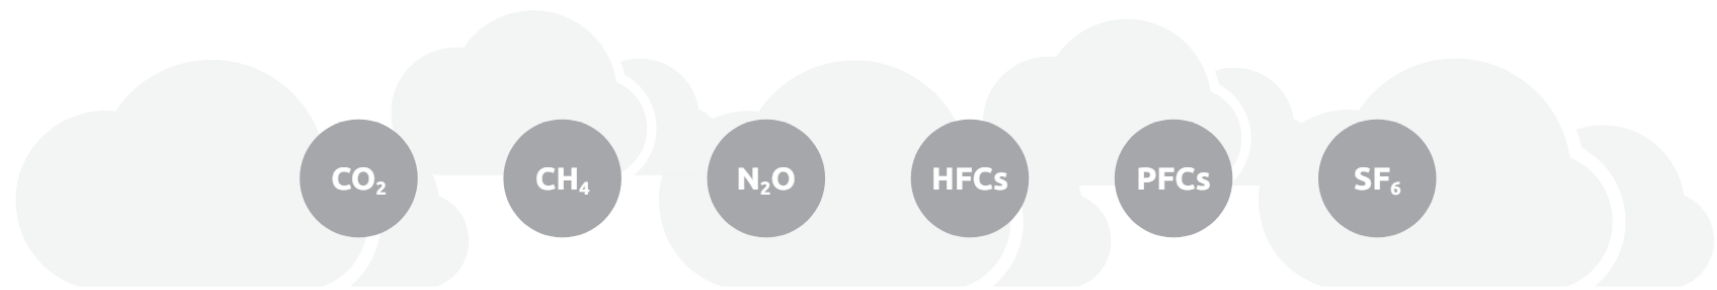 CO₂ CH₄ N₂O HFCs PFCs SF₆